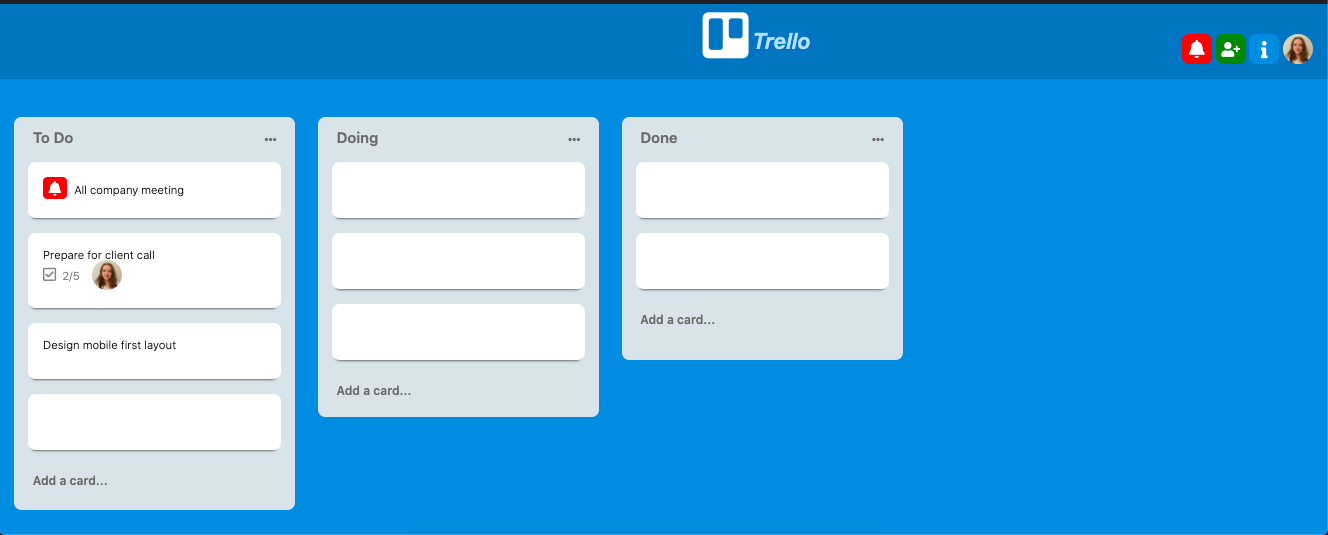 Trello
To Do
All company meeting
Prepare for client call
2/5
Design mobile first layout
Add a card...
Doing
Add a card...
Done
Add a card...